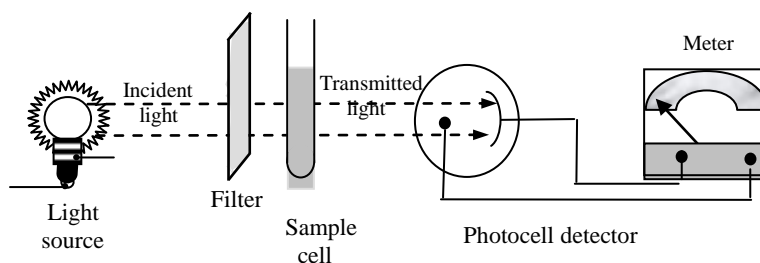 Meter
Incident
light
Transmitted
light
Filter
Light
source
Sample
cell
Photocell detector